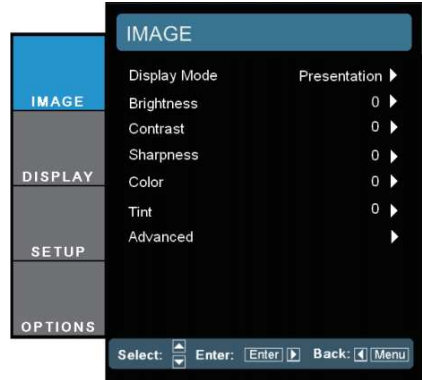 IMAGE
IMAGE
DISPLAY
SETUP
OPTIONS
Display Mode Presentation
Brightness 0
Contrast 0
Sharpness 0
Color 0
Tint 0
Advanced
Select: Enter: Enter Back: Menu